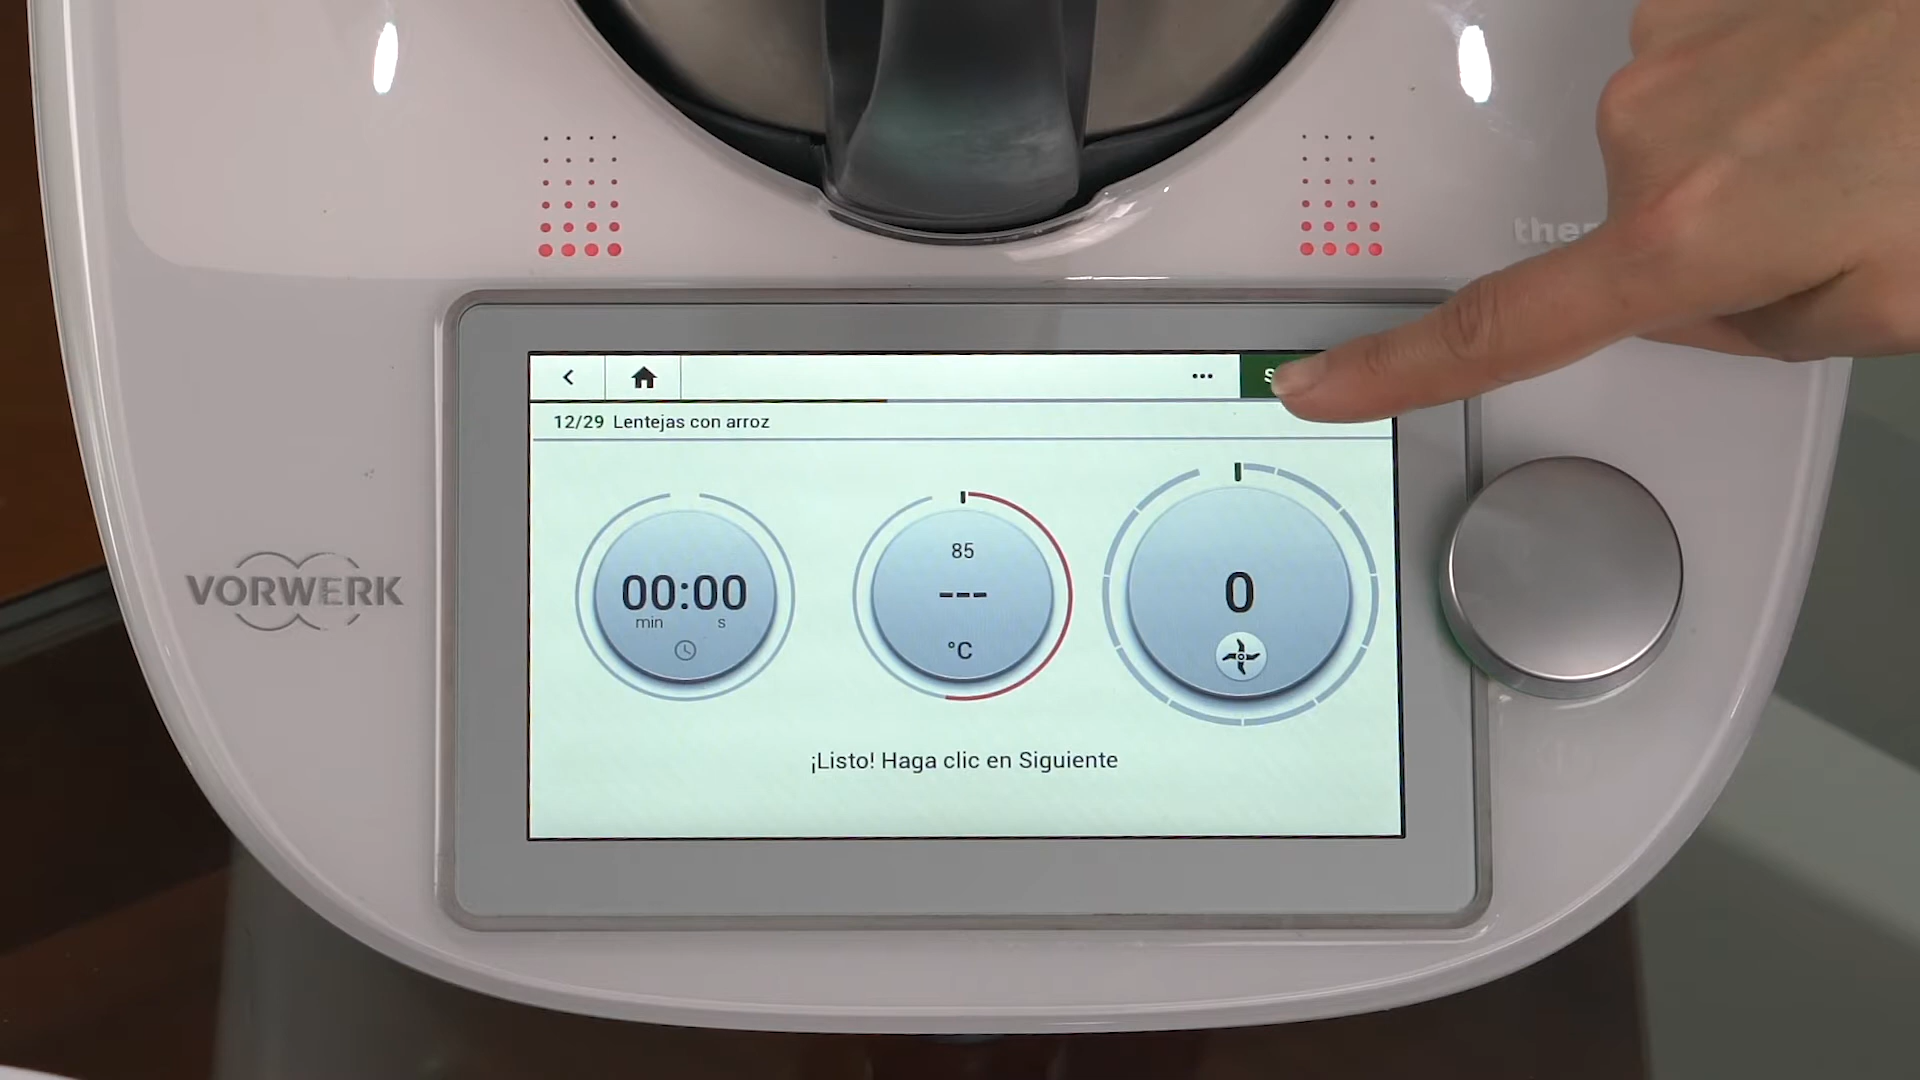 VORWERK
12/29 Lentejas con arroz
00:00
min s
85
---
°C
0
¡Listo! Haga clic en Siguiente